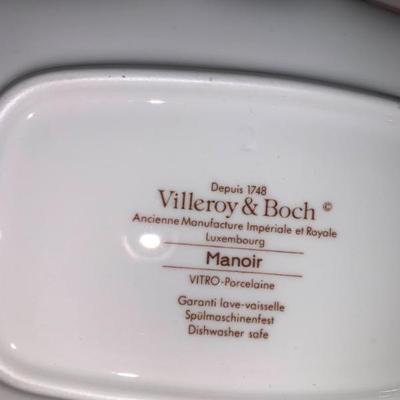 Depuis 1748
Villeroy & Boch ©
Ancienne Manufacture Impériale et Royale
Luxembourg
Manoir
VITRO-Porcelaine
Garanti lave-vaisselle
Spülmaschinenfest
Dishwasher safe